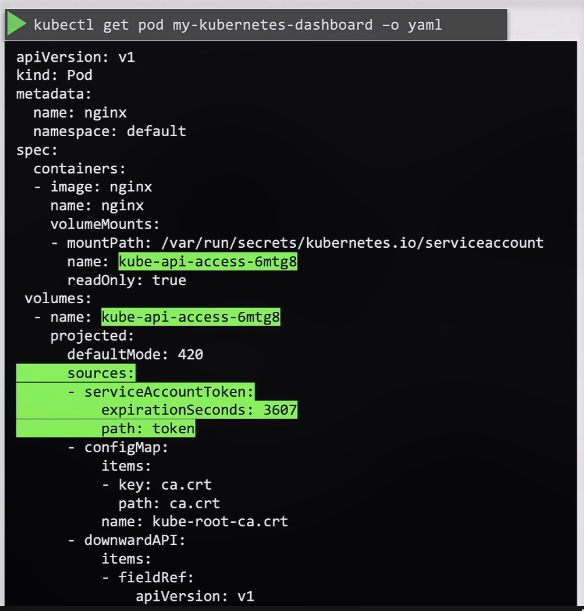 kubectl get pod my-kubernetes-dashboard –o yaml
apiVersion: v1
kind: Pod
metadata:
  name: nginx
  namespace: default
spec:
  containers:
  - image: nginx
    name: nginx
    volumeMounts:
    - mountPath: /var/run/secrets/kubernetes.io/serviceaccount
      name: kube-api-access-6mtg8
      readOnly: true
 volumes:
  - name: kube-api-access-6mtg8
    projected:
      defaultMode: 420
      sources:
      - serviceAccountToken:
          expirationSeconds: 3607
          path: token
      - configMap:
          items:
          - key: ca.crt
            path: ca.crt
          name: kube-root-ca.crt
      - downwardAPI:
          items:
          - fieldRef:
              apiVersion: v1